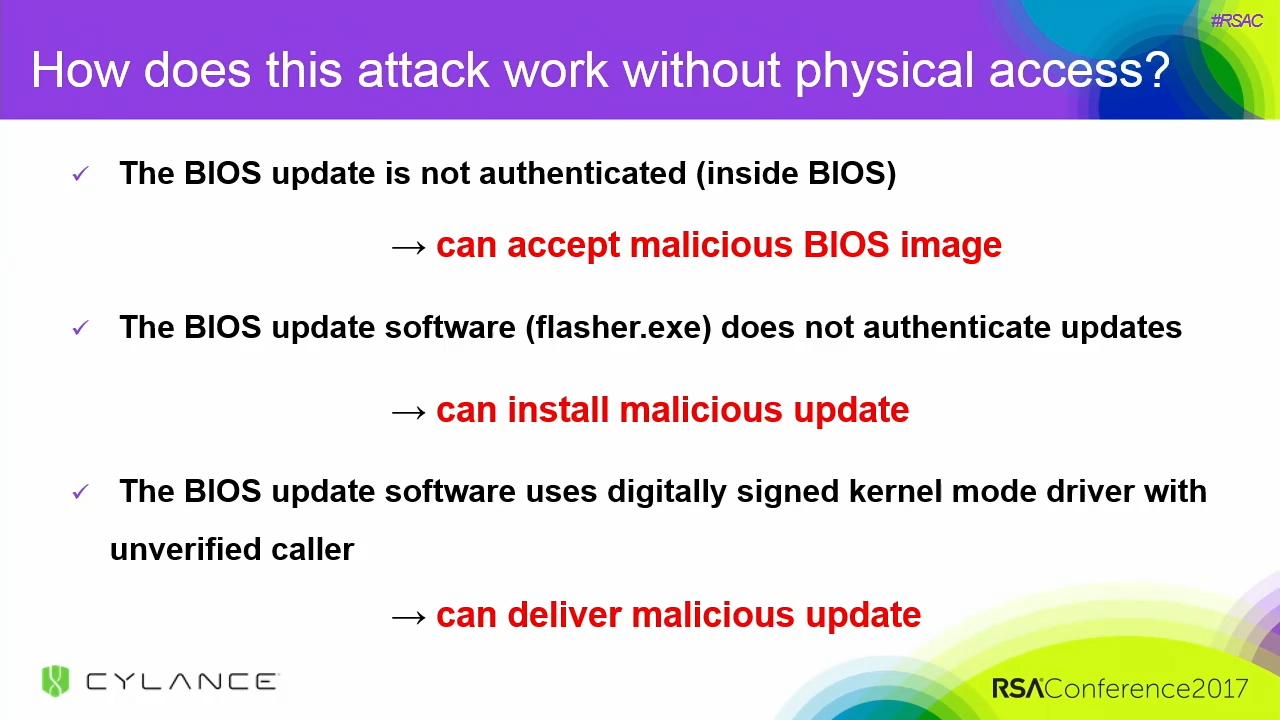 #RSAC
How does this attack work without physical access?
✓ The BIOS update is not authenticated (inside BIOS)
→ can accept malicious BIOS image
✓ The BIOS update software (flasher.exe) does not authenticate updates
→ can install malicious update
✓ The BIOS update software uses digitally signed kernel mode driver with
unverified caller
→ can deliver malicious update
CYLANCE
RSAConference2017